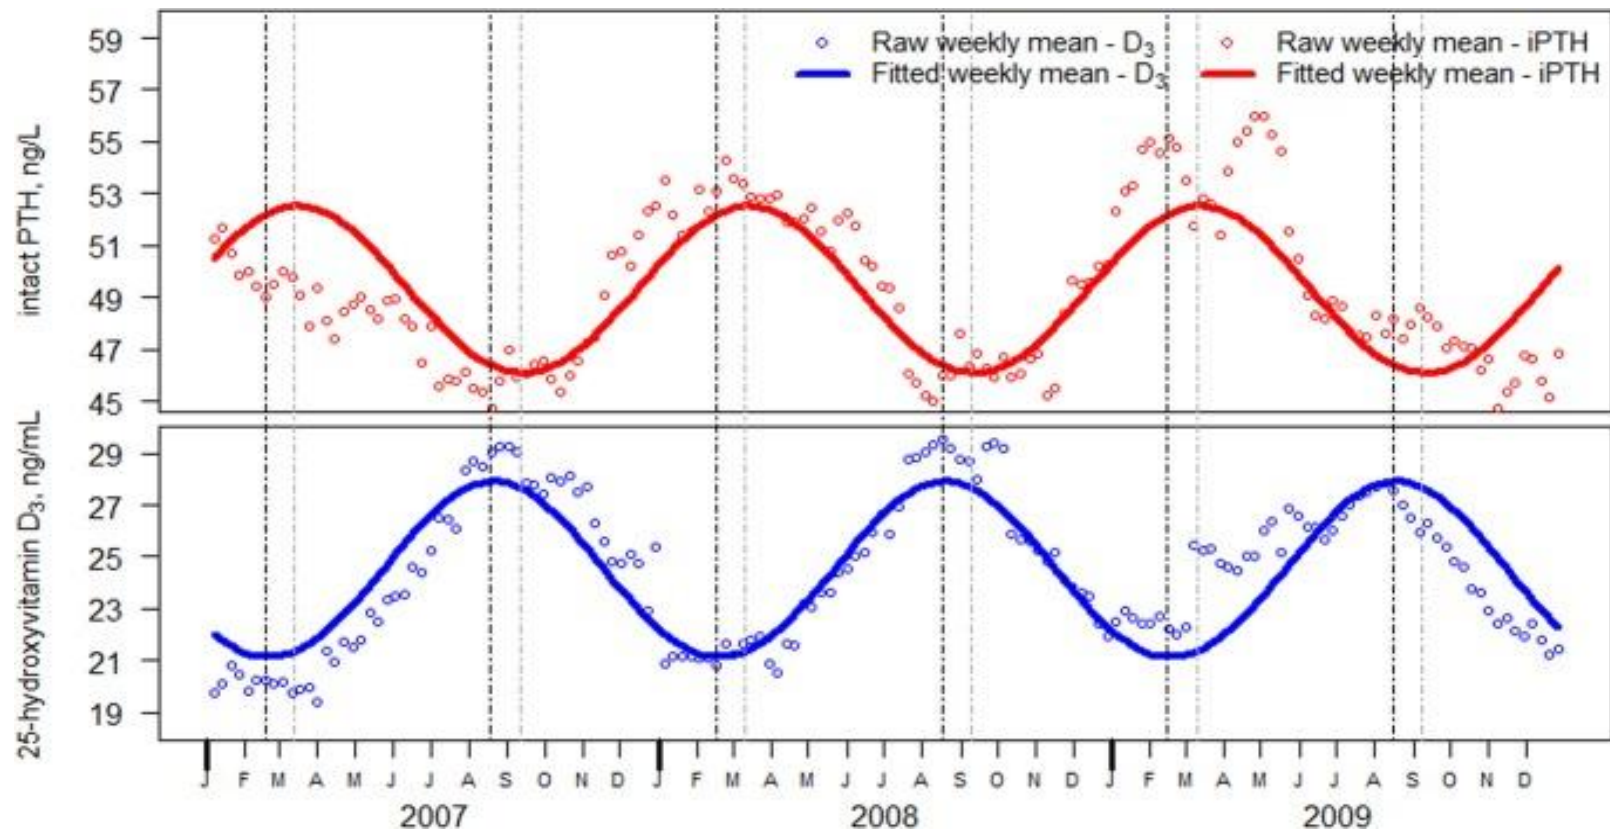 Raw weekly mean - D3 Raw weekly mean - iPTH
Fitted weekly mean - D3 Fitted weekly mean - iPTH
intact PTH, ng/L
59
57
55
53
51
49
47
45
25-hydroxyvitamin D3, ng/mL
29
27
25
23
21
19
J F M A M J J A S O N D J F M A M J J A S O N D J F M A M J J A S O N D
2007 2008 2009